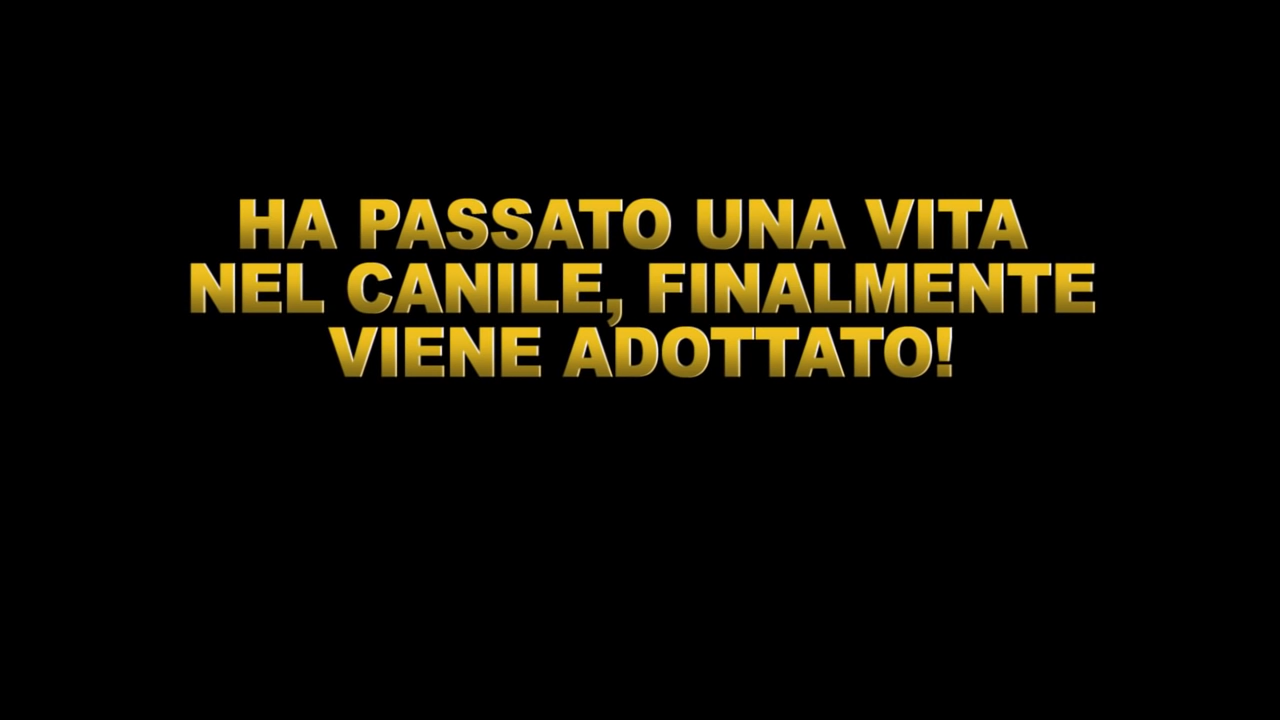 HA PASSATO UNA VITA
NEL CANILE, FINALMENTE
VIENE ADOTTATO!